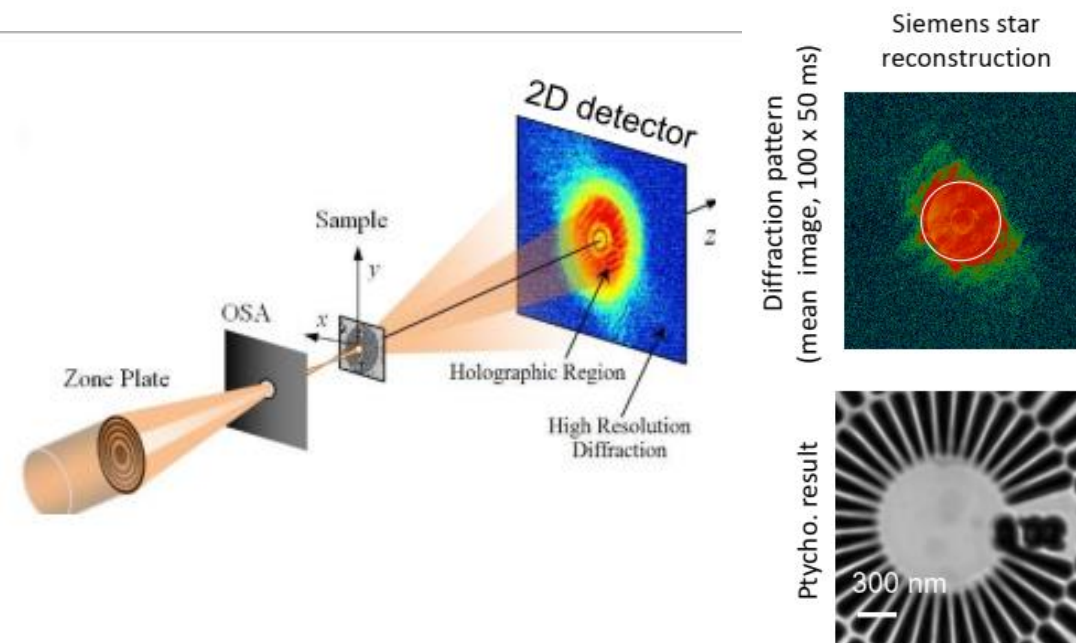 2D detector
z
Sample
y
x
OSA
Zone Plate
Holographic Region
High Resolution
Diffraction
Siemens star
reconstruction
Diffraction pattern
(mean image, 100 x 50 ms)
Ptycho. result
300 nm